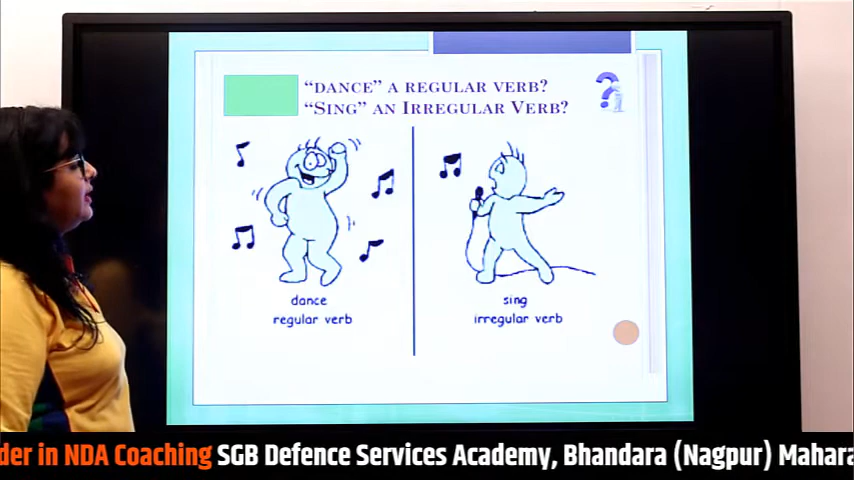 "DANCE" A REGULAR VERB?
"SING" AN IRREGULAR VERB?
dance
regular verb
sing
irregular verb
der in NDA Coaching SGB Defence Services Academy, Bhandara (Nagpur) Mahara